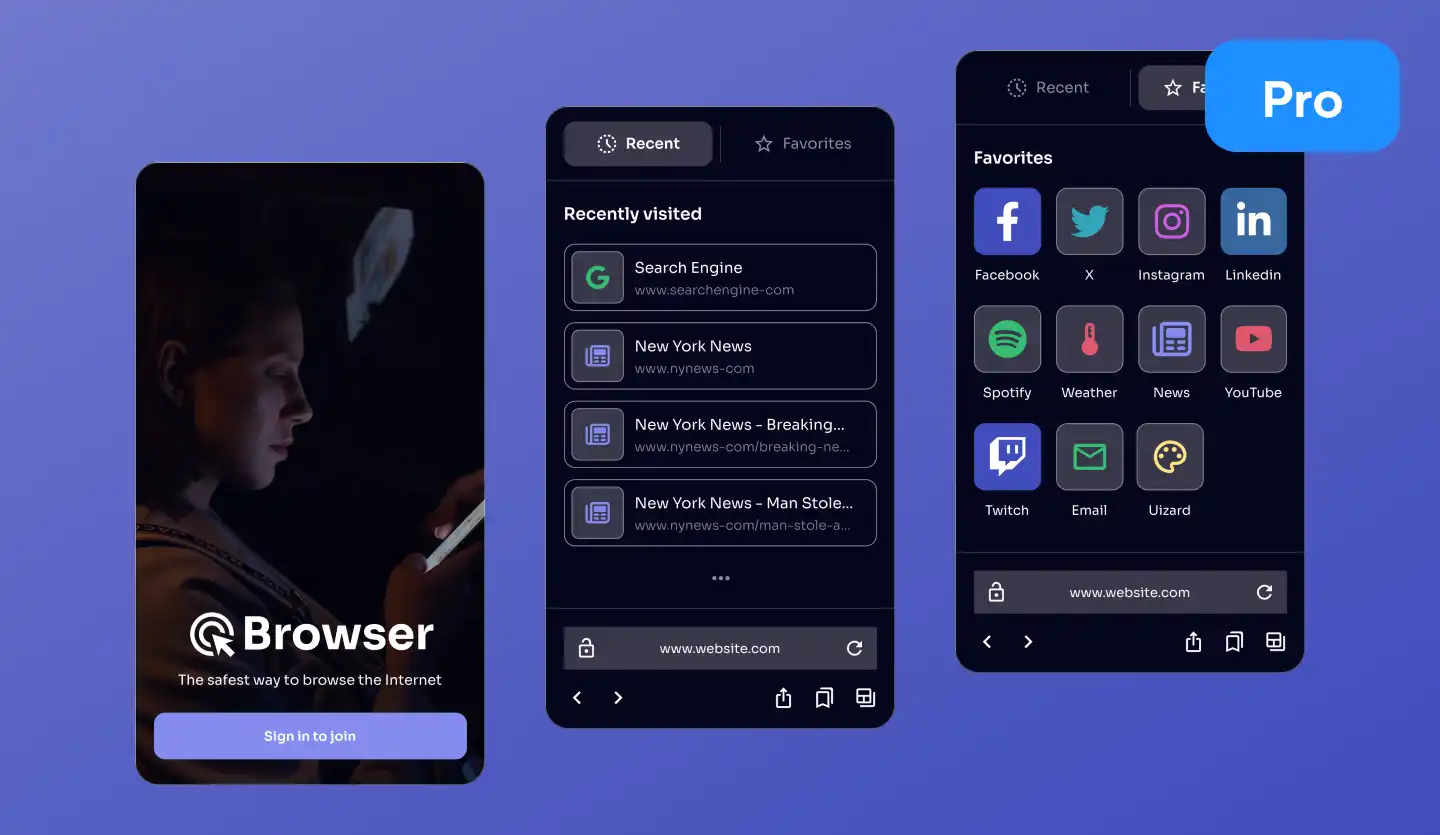 Browser
The safest way to browse the Internet
Sign in to join
Recent
Favorites
Recently visited
Search Engine
www.searchengine-com
New York News
www.nynews-com
New York News - Breaking...
www.nynews-com/breaking-ne...
New York News - Man Stole...
www.nynews-com/man-stole-a...
www.website.com
Recent
Fa
Pro
Favorites
Facebook
X
Instagram
Linkedin
Spotify
Weather
News
YouTube
Twitch
Email
Uizard
www.website.com